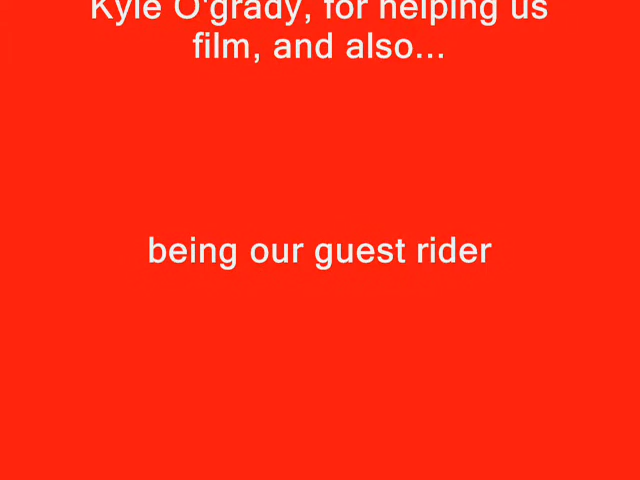 Kyle O'grady, for helping us
film, and also...
being our guest rider